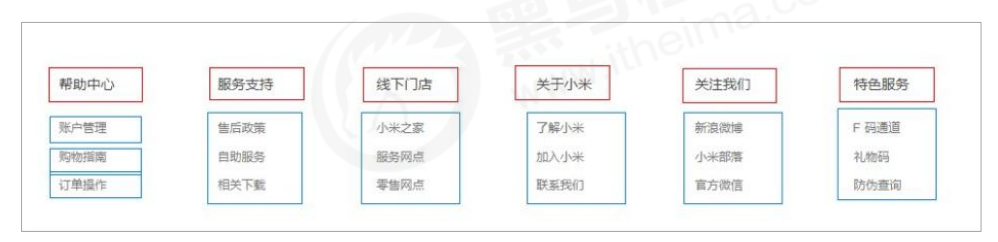 帮助中心
账户管理
购物指南
订单操作
服务支持
售后政策
自助服务
相关下载
线下门店
小米之家
服务网点
零售网点
关于小米
了解小米
加入小米
联系我们
关注我们
新浪微博
小米部落
官方微信
特色服务
F 码通道
礼物码
防伪查询